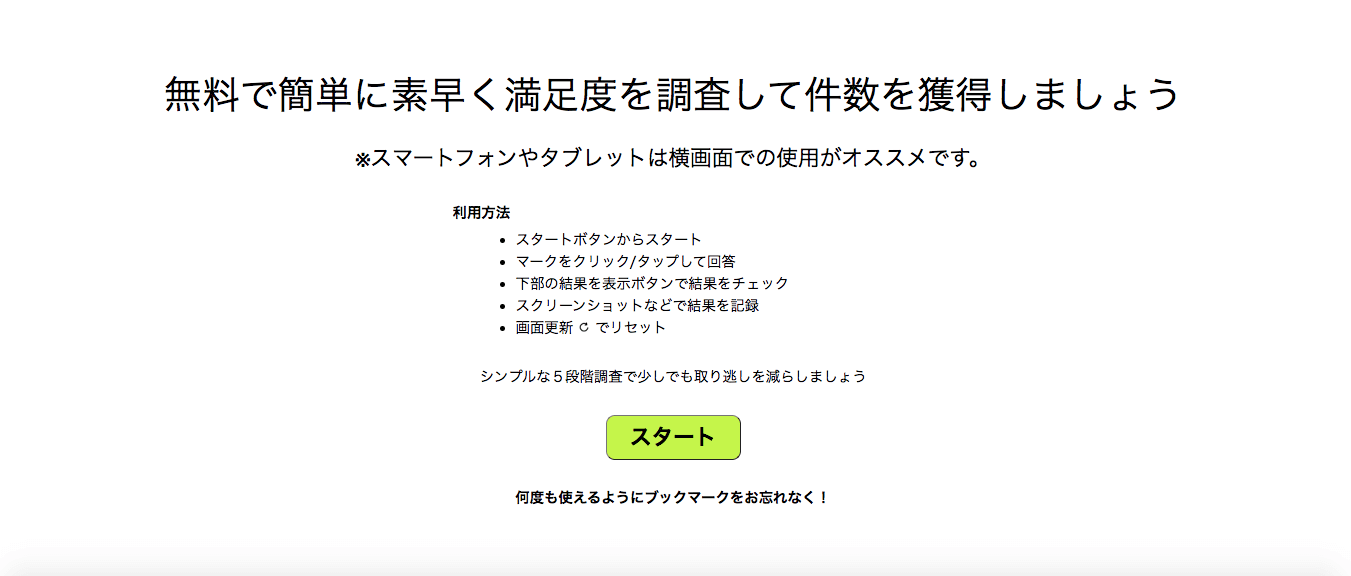 無料で簡単に素早く満足度を調査して件数を獲得しましょう
※スマートフォンやタブレットは横画面での使用がオススメです。
利用方法
• スタートボタンからスタート
• マークをクリック/タップして回答
• 下部の結果を表示ボタンで結果をチェック
• スクリーンショットなどで結果を記録
• 画面更新 ↻ でリセット
シンプルな５段階調査で少しでも取り逃しを減らしましょう
スタート
何度も使えるようにブックマークをお忘れなく！